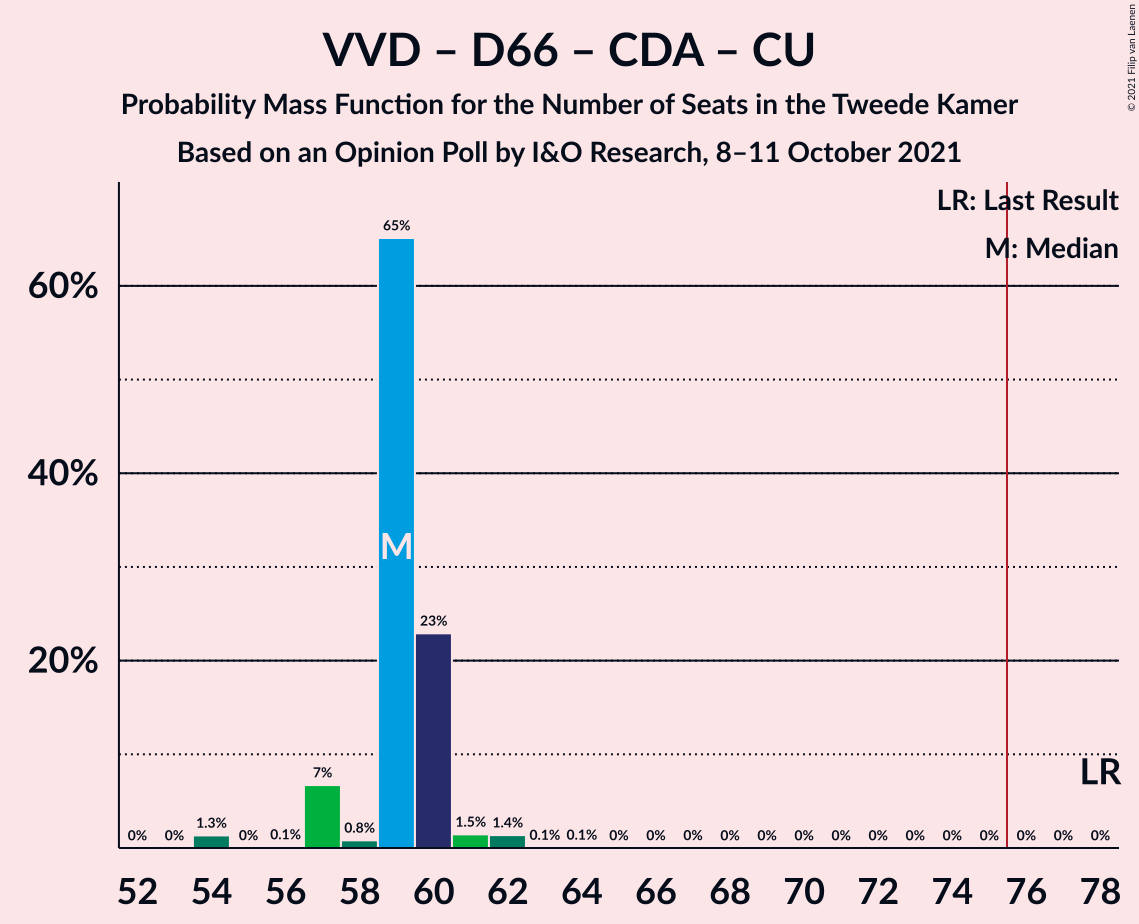 VVD – D66 – CDA – CU
Probability Mass Function for the Number of Seats in the Tweede Kamer
Based on an Opinion Poll by I&O Research, 8–11 October 2021
© 2021 Filip van Laenen
LR: Last Result
M: Median
65%
60%
40%
M
23%
20%
LR
7%
0% 0% 1.3% 0% 0.1% 0.8% 1.5% 1.4% 0.1% 0.1% 0% 0% 0% 0% 0% 0% 0% 0% 0% 0% 0% 0% 0% 0%
52 54 56 58 60 62 64 66 68 70 72 74 76 78